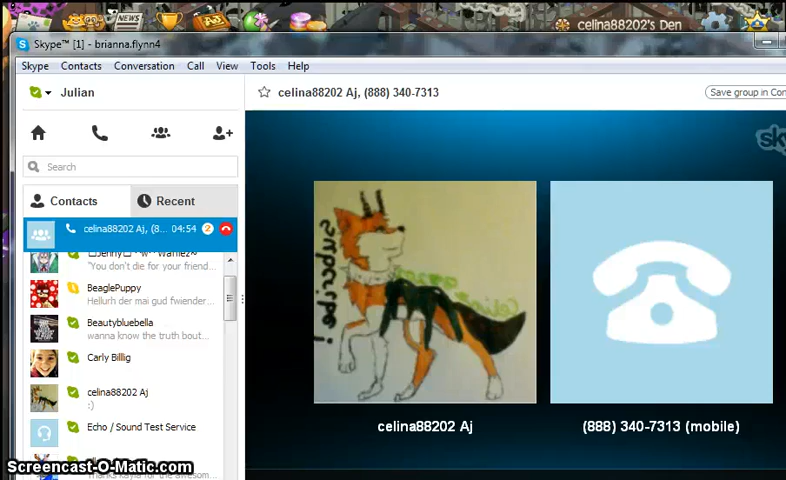 NEWS
celina88202's Den
Skype™ [1] - brianna.flynn4
Skype Contacts Conversation Call View Tools Help
Julian
celina88202 Aj, (888) 340-7313
Save group in Con
Search
Contacts
Recent
celina88202 Aj, (8... 04:54 2
"You don't die for your friend...
BeaglePuppy
Hellurh der mai gud fwiender...
Beautybluebella
wanna know the truth bout...
Carly Billig
celina88202 Aj
:)
Echo / Sound Test Service
celina88202 Aj
(888) 340-7313 (mobile)
Screencast-O-Matic.com